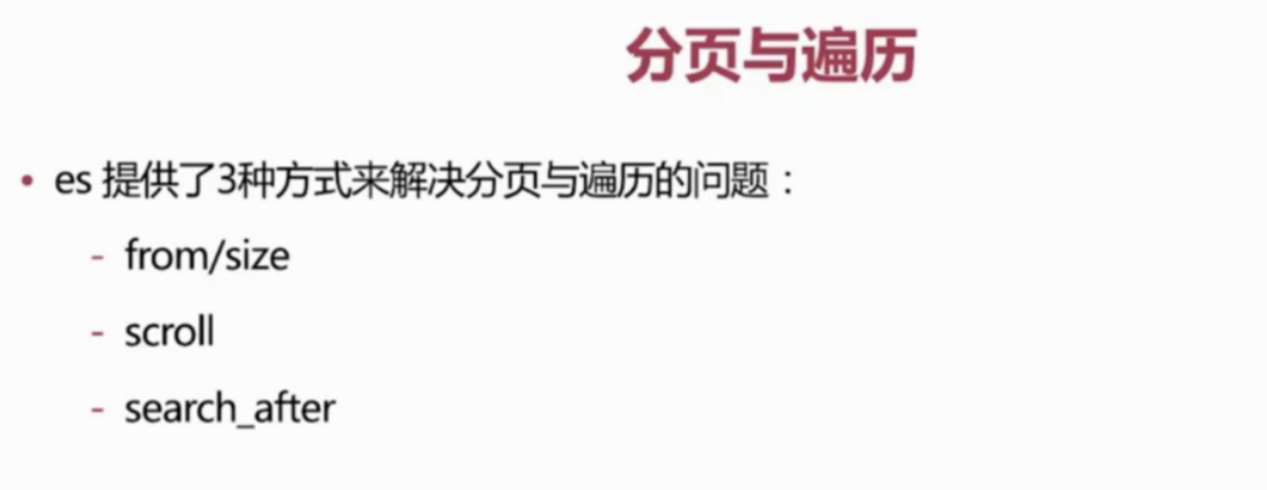 分页与遍历
• es 提供了3种方式来解决分页与遍历的问题：
- from/size
- scroll
- search_after